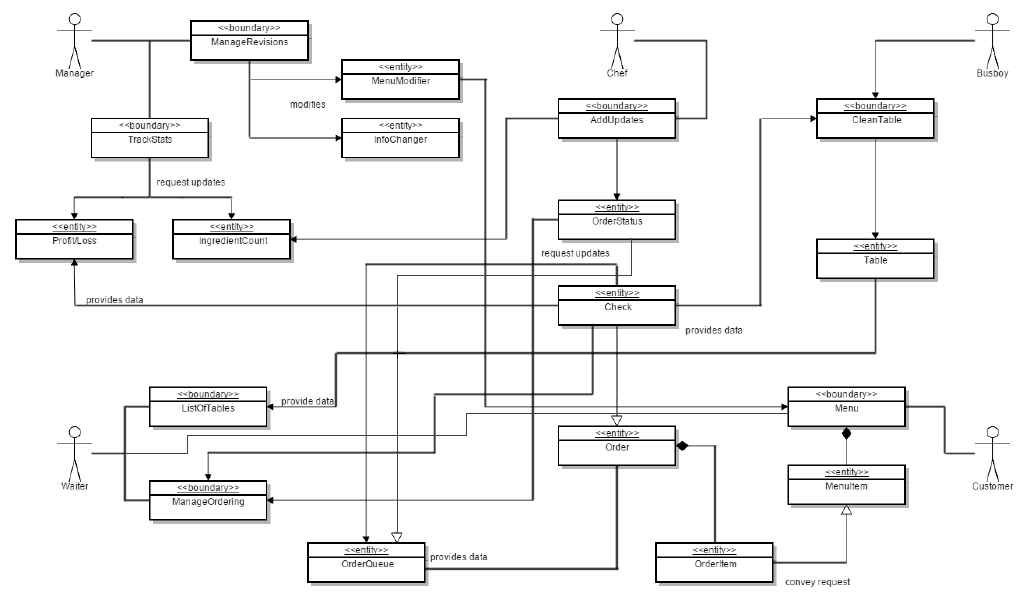 <<boundary>>
ManageRevisions
Manager
<<entity>>
MenuModifier
modifies
<<entity>>
InfoChanger
<<boundary>>
TrackStats
request updates
<<entity>>
Profit/Loss
<<entity>>
IngredientCount
Chef
<<boundary>>
AddUpdates
Busboy
<<boundary>>
CleanTable
<<entity>>
OrderStatus
request updates
<<entity>>
Table
<<entity>>
Check
provides data
provides data
<<boundary>>
ListOfTables
provide data
<<boundary>>
Menu
Waiter
<<boundary>>
ManageOrdering
<<entity>>
Order
<<entity>>
MenuItem
Customer
<<entity>>
OrderQueue
provides data
<<entity>>
OrderItem
convey request